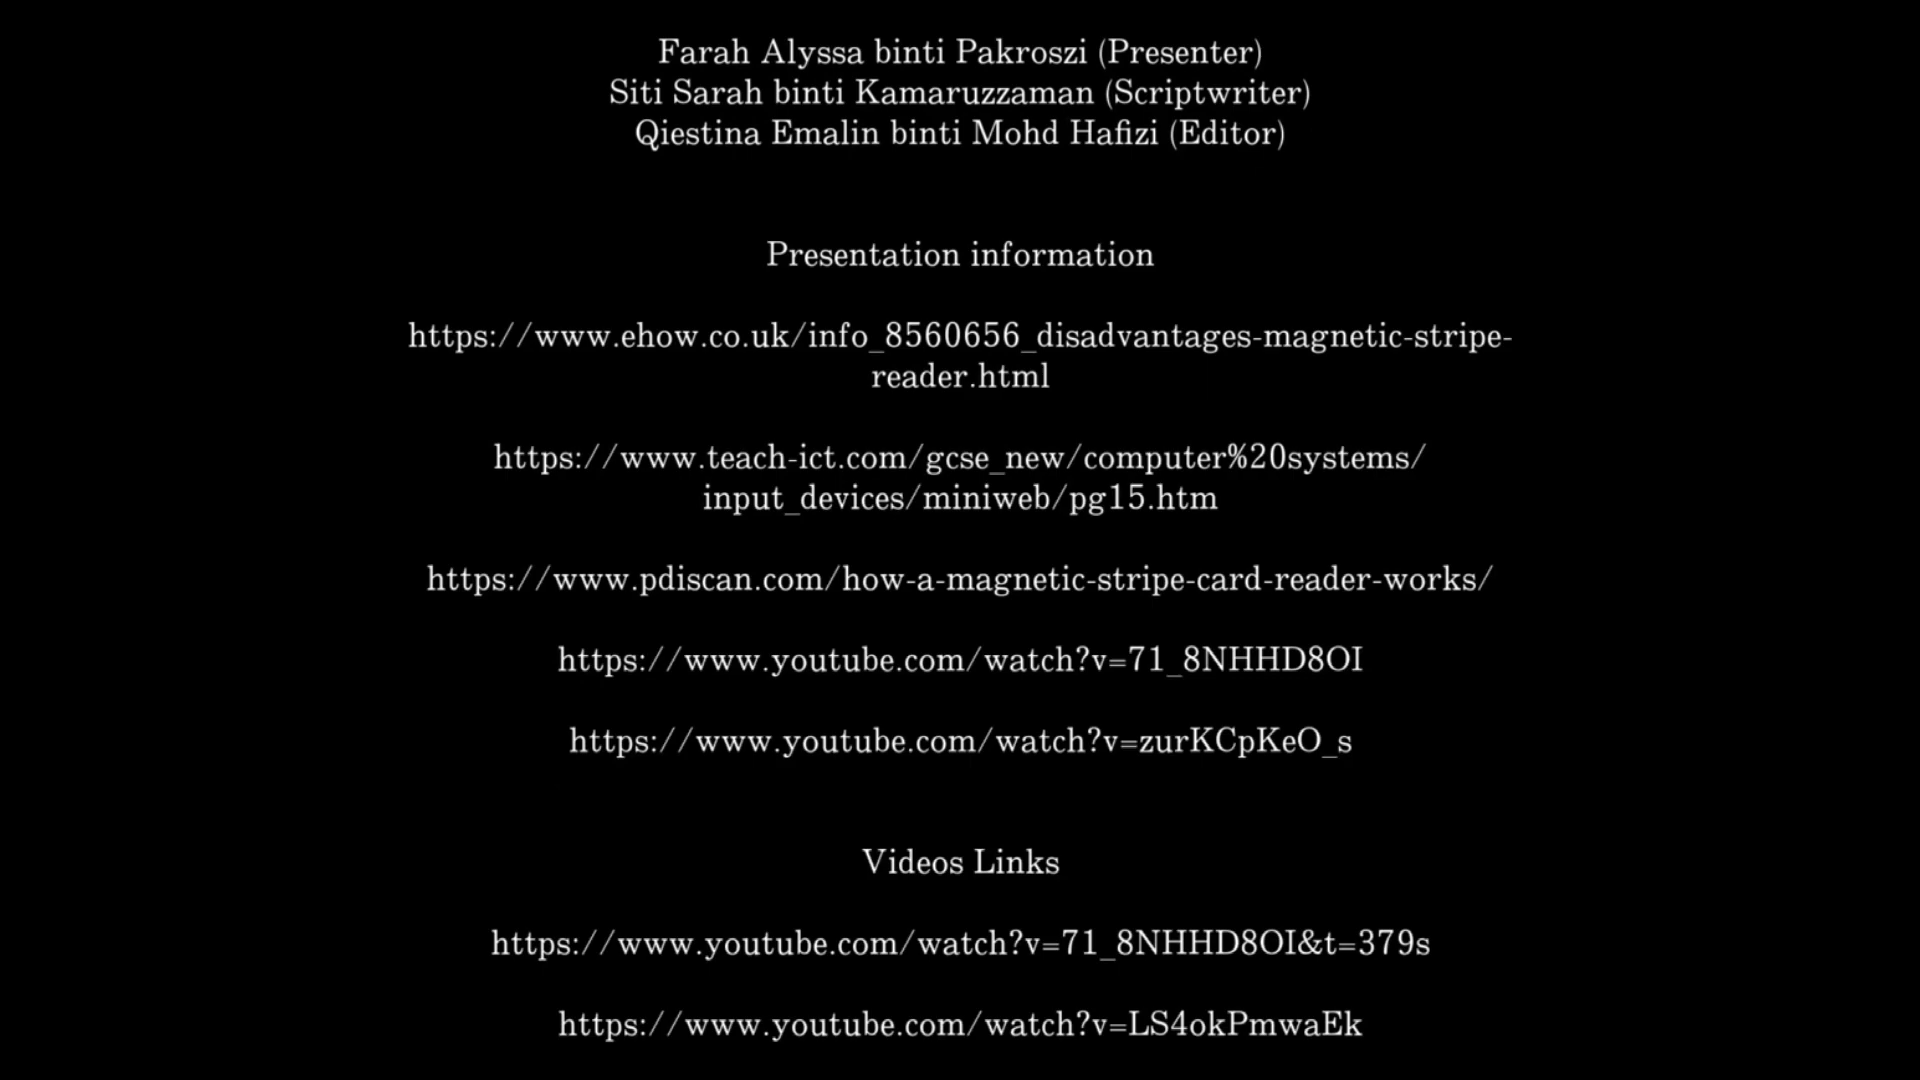 Farah Alyssa binti Pakroszi (Presenter)
Siti Sarah binti Kamaruzzaman (Scriptwriter)
Qiestina Emalin binti Mohd Hafizi (Editor)
Presentation information
https://www.ehow.co.uk/info_8560656_disadvantages-magnetic-stripe-
reader.html
https://www.teach-ict.com/gcse_new/computer%20systems/
input_devices/miniweb/pg15.htm
https://www.pdiscan.com/how-a-magnetic-stripe-card-reader-works/
https://www.youtube.com/watch?v=71_8NHHD8OI
https://www.youtube.com/watch?v=zurKCpKeO_s
Videos Links
https://www.youtube.com/watch?v=71_8NHHD8OI&t=379s
https://www.youtube.com/watch?v=LS4okPmwaEk